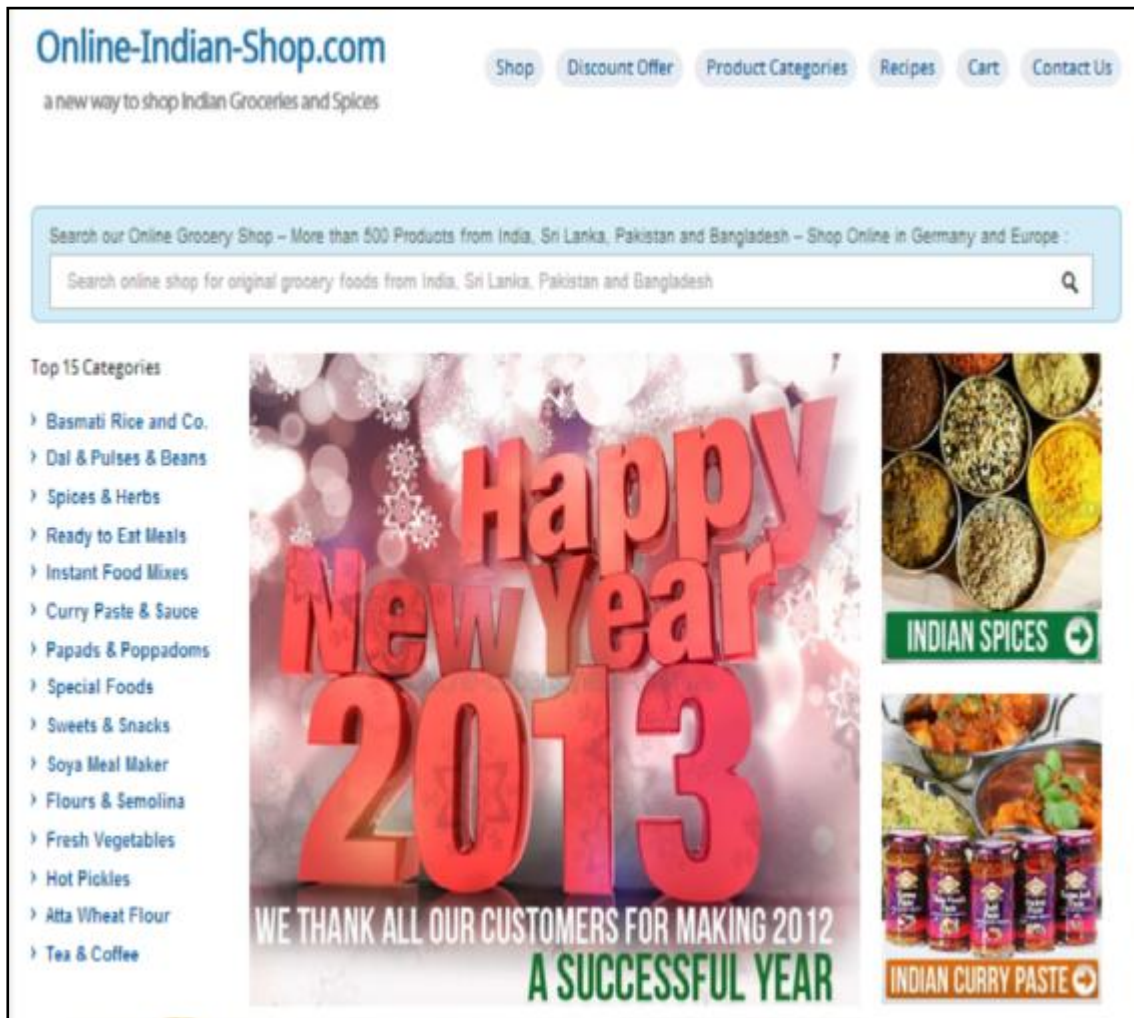 Online-Indian-Shop.com
a new way to shop Indian Groceries and Spices
Shop Discount Offer Product Categories Recipes Cart Contact Us
Search our Online Grocery Shop – More than 500 Products from India, Sri Lanka, Pakistan and Bangladesh – Shop Online in Germany and Europe :
Search online shop for original grocery foods from India, Sri Lanka, Pakistan and Bangladesh
Top 15 Categories
Basmati Rice and Co.
Dal & Pulses & Beans
Spices & Herbs
Ready to Eat Meals
Instant Food Mixes
Curry Paste & Sauce
Papads & Poppadoms
Special Foods
Sweets & Snacks
Soya Meal Maker
Flours & Semolina
Fresh Vegetables
Hot Pickles
Atta Wheat Flour
Tea & Coffee
Happy
New Year
2013
WE THANK ALL OUR CUSTOMERS FOR MAKING 2012
A SUCCESSFUL YEAR
INDIAN SPICES
INDIAN CURRY PASTE